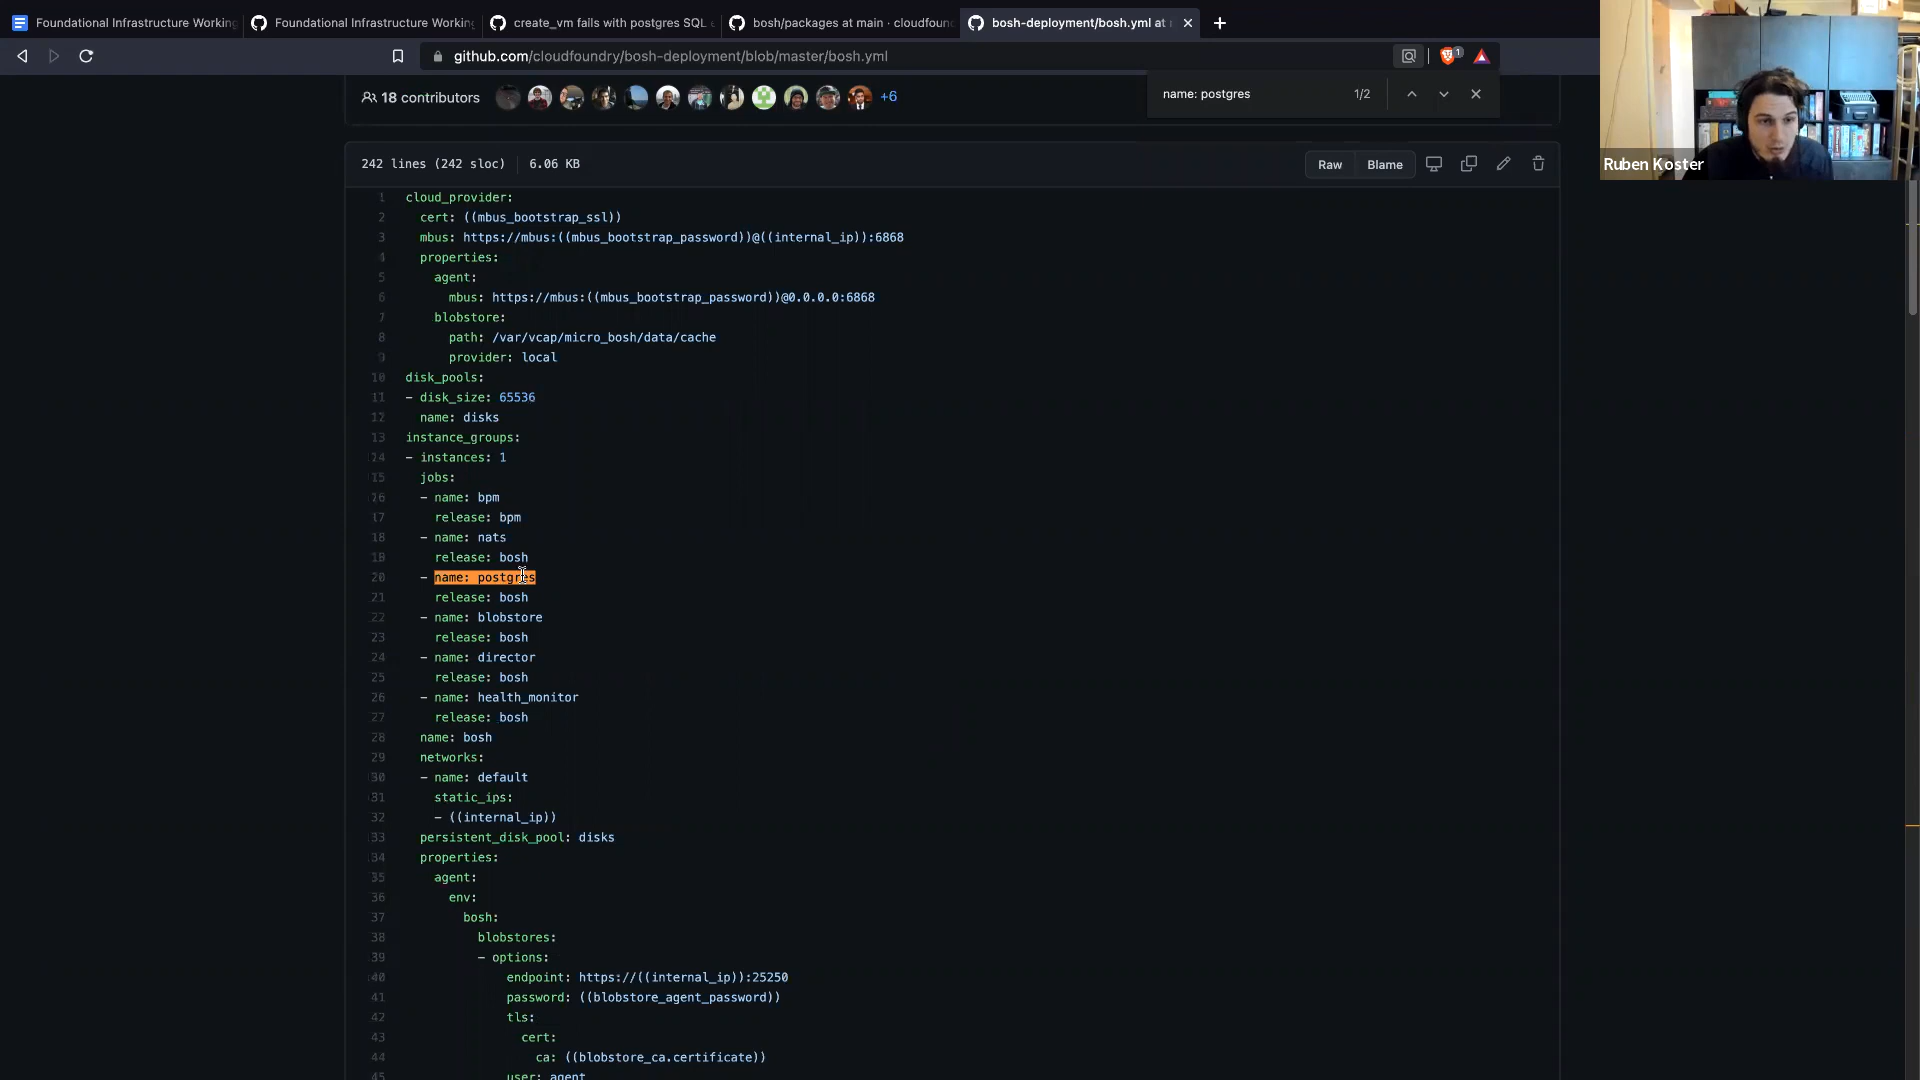 Foundational Infrastructure Working
Foundational Infrastructure Working
create_vm fails with postgres SQL
bosh/packages at main · cloudfoun
bosh-deployment/bosh.yml at
github.com/cloudfoundry/bosh-deployment/blob/master/bosh.yml
1
18 contributors
+6
name: postgres
1/2
242 lines (242 sloc)
6.06 KB
Raw
Blame
Ruben Koster
1 cloud_provider:
2 cert: ((mbus_bootstrap_ssl))
3 mbus: https://mbus:((mbus_bootstrap_password))@((internal_ip)):6868
4 properties:
5 agent:
6 mbus: https://mbus:((mbus_bootstrap_password))@0.0.0.0:6868
7 blobstore:
8 path: /var/vcap/micro_bosh/data/cache
9 provider: local
10 disk_pools:
11 - disk_size: 65536
12 name: disks
13 instance_groups:
14 - instances: 1
15 jobs:
16 - name: bpm
17 release: bpm
18 - name: nats
19 release: bosh
20 - name: postgres
21 release: bosh
22 - name: blobstore
23 release: bosh
24 - name: director
25 release: bosh
26 - name: health_monitor
27 release: bosh
28 name: bosh
29 networks:
30 - name: default
31 static_ips:
32 - ((internal_ip))
33 persistent_disk_pool: disks
34 properties:
35 agent:
36 env:
37 bosh:
38 blobstores:
39 - options:
40 endpoint: https://((internal_ip)):25250
41 password: ((blobstore_agent_password))
42 tls:
43 cert:
44 ca: ((blobstore_ca.certificate))
45 user: agent